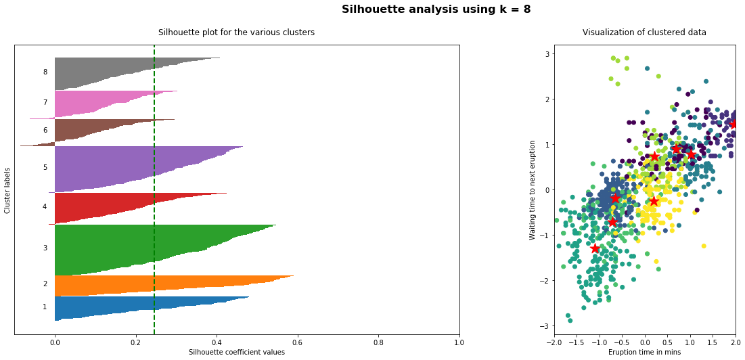 Silhouette analysis using k = 8
Silhouette plot for the various clusters
Cluster labels
8
7
6
5
4
3
2
1
0.0 0.2 0.4 0.6 0.8 1.0
Silhouette coefficient values
Visualization of clustered data
Waiting time to next eruption
3
2
1
0
−1
−2
−3
−2.0 −1.5 −1.0 −0.5 0.0 0.5 1.0 1.5 2.0
Eruption time in mins